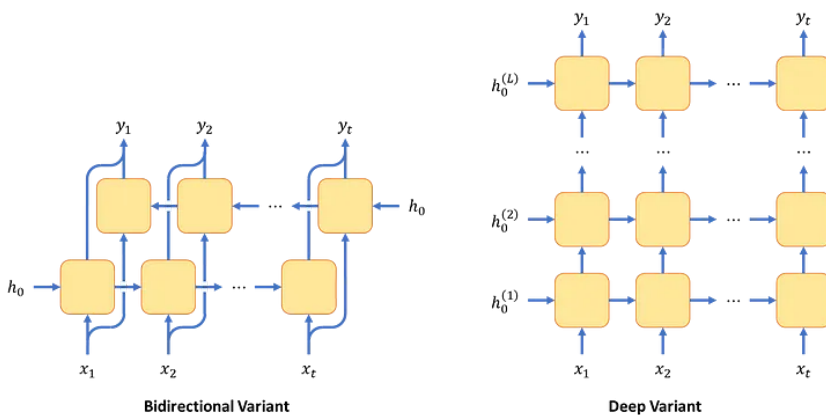 y₁ y₂ yₜ
⋯ h₀
h₀ ⋯
x₁ x₂ xₜ
Bidirectional Variant
y₁ y₂ yₜ
h₀⁽ᴸ⁾ ⋯
⋯ ⋯ ⋯
h₀⁽²⁾ ⋯
h₀⁽¹⁾ ⋯
x₁ x₂ xₜ
Deep Variant